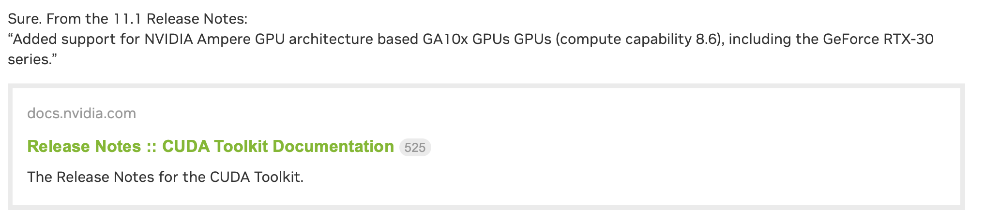 Sure. From the 11.1 Release Notes:
“Added support for NVIDIA Ampere GPU architecture based GA10x GPUs GPUs (compute capability 8.6), including the GeForce RTX-30
series.”
docs.nvidia.com
Release Notes :: CUDA Toolkit Documentation 525
The Release Notes for the CUDA Toolkit.